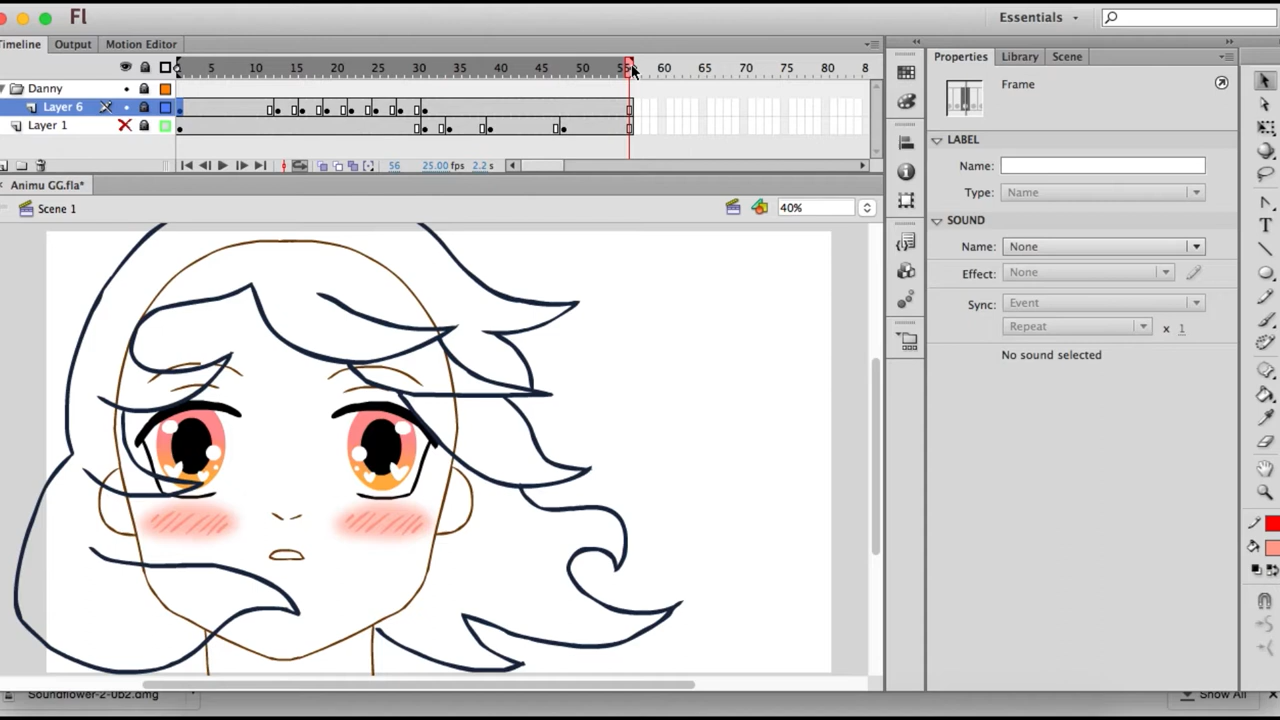 Fl
Essentials
Timeline Output Motion Editor
5 10 15 20 25 30 35 40 45 50 55 60 65 70 75 80 8
Danny
Layer 6
Layer 1
56 25.00 fps 2.2 s
Animu GG.fla*
Scene 1
40%
Properties Library Scene
Frame
LABEL
Name:
Type: Name
SOUND
Name: None
Effect: None
Sync: Event
Repeat x 1
No sound selected
Soundflower-2-0b2.dmg
Show All